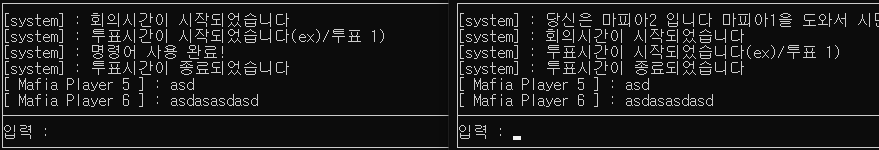 [system] : 회의시간이 시작되었습니다
[system] : 투표시간이 시작되었습니다(ex)/투표 1)
[system] : 명령어 사용 완료!
[system] : 투표시간이 종료되었습니다
[ Mafia Player 5 ] : asd
[ Mafia Player 6 ] : asdasasdasd
입력 :
[system] : 당신은 마피아2 입니다 마피아1을 도와서
[system] : 회의시간이 시작되었습니다
[system] : 투표시간이 시작되었습니다(ex)/투표 1)
[system] : 투표시간이 종료되었습니다
[ Mafia Player 5 ] : asd
[ Mafia Player 6 ] : asdasasdasd
입력 :